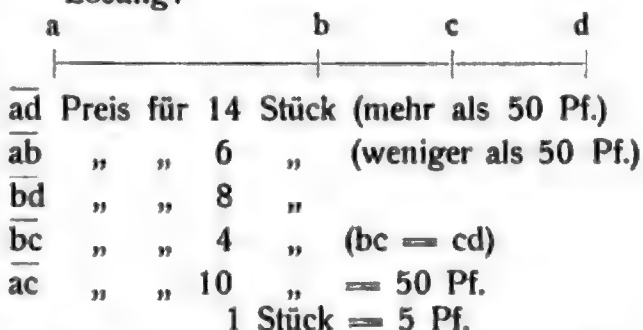 Lösung:
a b c d
ad Preis für 14 Stück (mehr als 50 Pf.)
ab „ „ 6 „ (weniger als 50 Pf.)
bd „ „ 8 „
bc „ „ 4 „ (bc = cd)
ac „ „ 10 „ = 50 Pf.
1 Stück = 5 Pf.